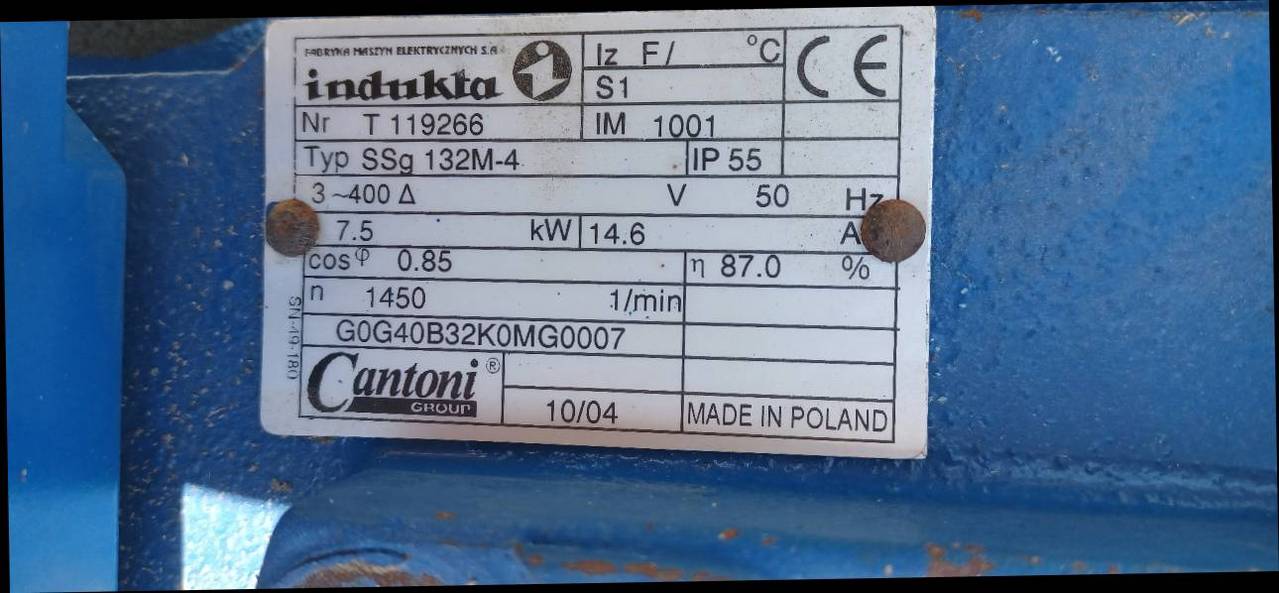 FABRYKA MASZYN ELEKTRYCZNYCH S.A.
indukta
Iz F/ °C
CE
S1
Nr T 119266
IM 1001
Typ SSg 132M-4
IP 55
3~400 Δ V 50 Hz
7.5 kW 14.6 A
cos φ 0.85
η 87.0 %
n 1450 1/min
G0G40B32K0MG0007
SN-49-180
Cantoni ®
GROUP
10/04
MADE IN POLAND